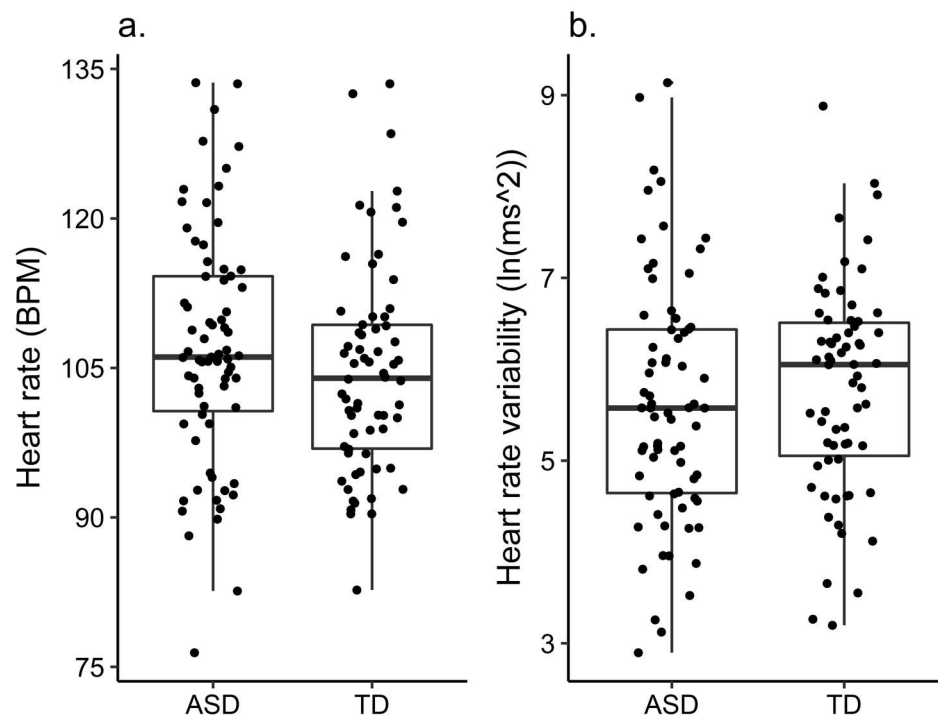 a.
Heart rate (BPM)
135
120
105
90
75
ASD TD
b.
Heart rate variability (ln(ms^2))
9
7
5
3
ASD TD